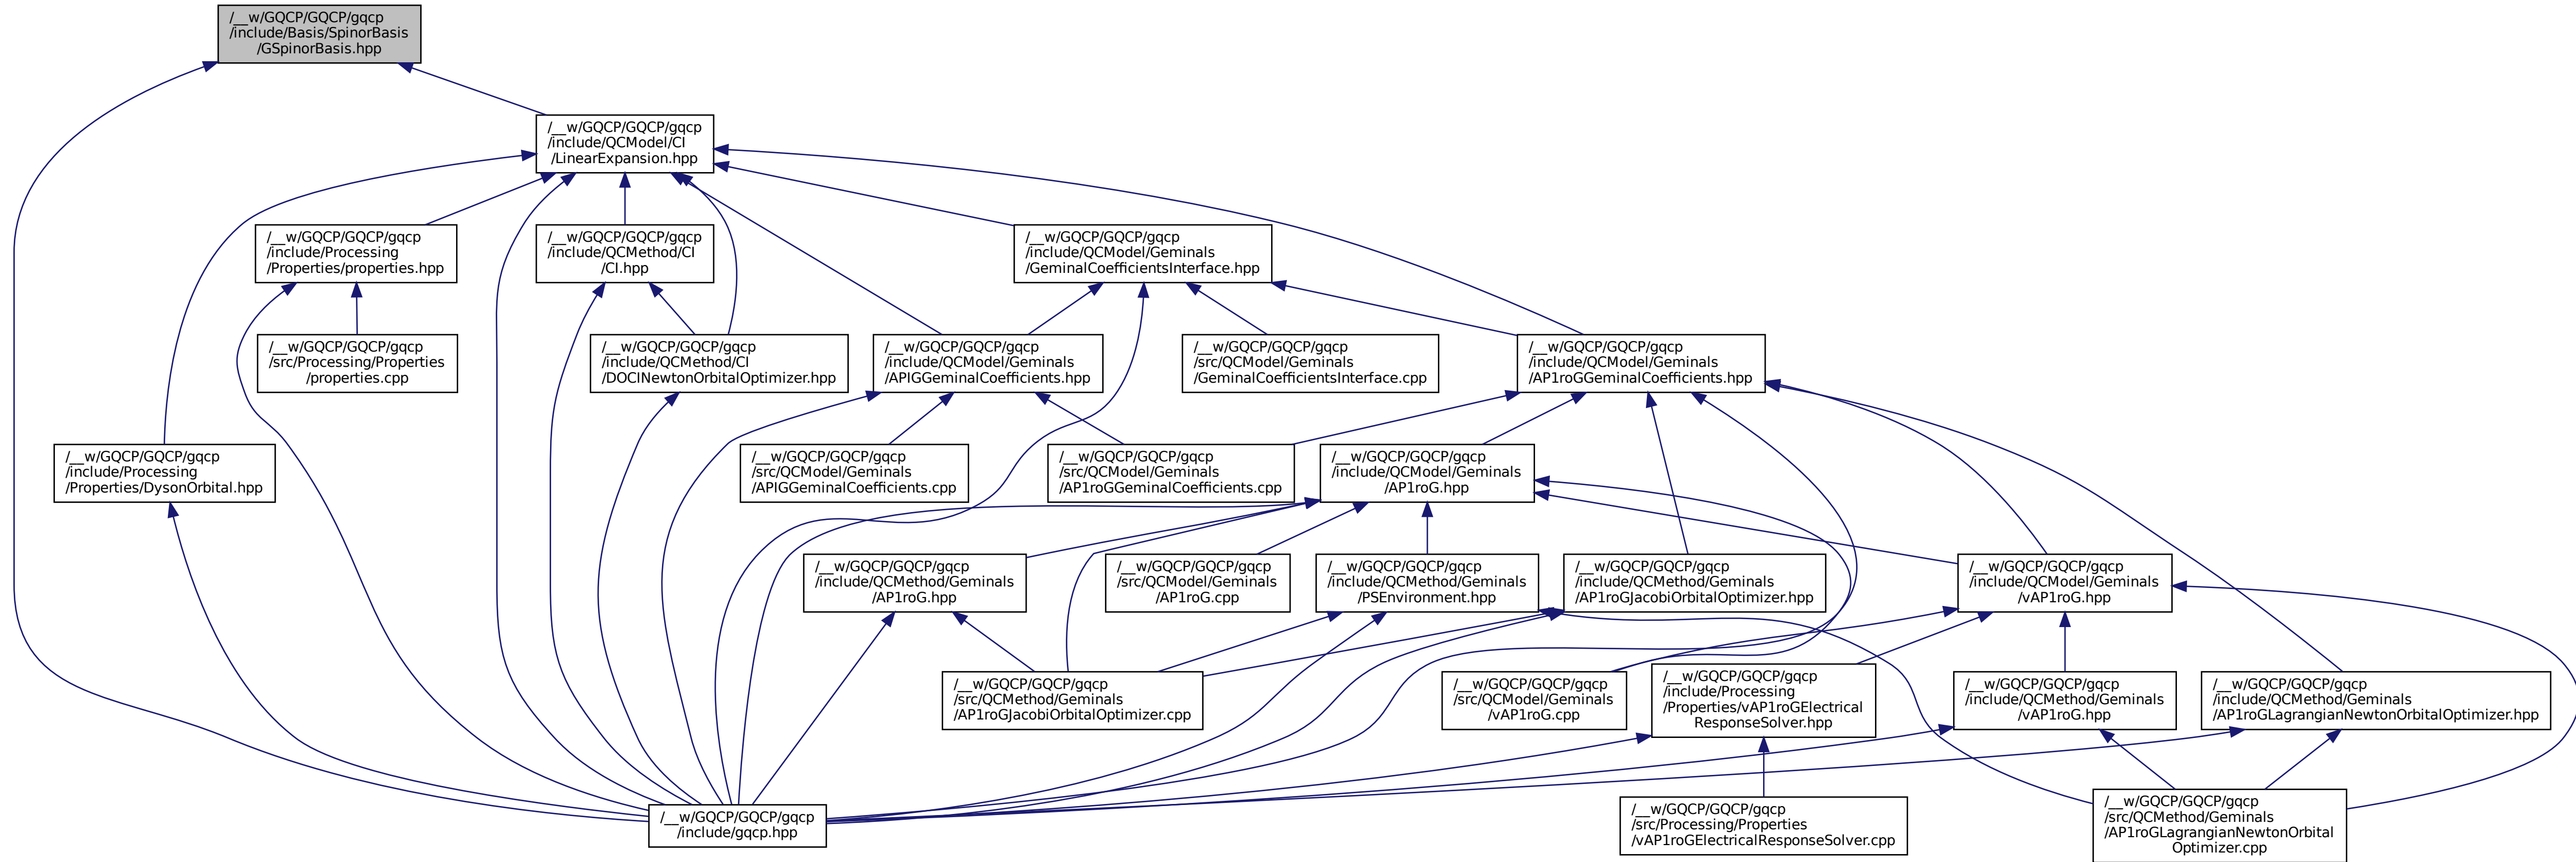 /__w/GQCP/GQCP/gqcp
/include/Basis/SpinorBasis
/GSpinorBasis.hpp
/__w/GQCP/GQCP/gqcp
/include/QCModel/CI
/LinearExpansion.hpp
/__w/GQCP/GQCP/gqcp
/include/Processing
/Properties/properties.hpp
/__w/GQCP/GQCP/gqcp
/include/QCMethod/CI
/CI.hpp
/__w/GQCP/GQCP/gqcp
/include/QCModel/Geminals
/GeminalCoefficientsInterface.hpp
/__w/GQCP/GQCP/gqcp
/src/Processing/Properties
/properties.cpp
/__w/GQCP/GQCP/gqcp
/include/QCMethod/CI
/DOCINewtonOrbitalOptimizer.hpp
/__w/GQCP/GQCP/gqcp
/include/QCModel/Geminals
/APIGGeminalCoefficients.hpp
/__w/GQCP/GQCP/gqcp
/src/QCModel/Geminals
/GeminalCoefficientsInterface.cpp
/__w/GQCP/GQCP/gqcp
/include/QCModel/Geminals
/AP1roGGeminalCoefficients.hpp
/__w/GQCP/GQCP/gqcp
/include/Processing
/Properties/DysonOrbital.hpp
/__w/GQCP/GQCP/gqcp
/src/QCModel/Geminals
/APIGGeminalCoefficients.cpp
/__w/GQCP/GQCP/gqcp
/src/QCModel/Geminals
/AP1roGGeminalCoefficients.cpp
/__w/GQCP/GQCP/gqcp
/include/QCModel/Geminals
/AP1roG.hpp
/__w/GQCP/GQCP/gqcp
/include/QCMethod/Geminals
/AP1roG.hpp
/__w/GQCP/GQCP/gqcp
/src/QCModel/Geminals
/AP1roG.cpp
/__w/GQCP/GQCP/gqcp
/include/QCMethod/Geminals
/PSEnvironment.hpp
/__w/GQCP/GQCP/gqcp
/include/QCMethod/Geminals
/AP1roGJacobiOrbitalOptimizer.hpp
/__w/GQCP/GQCP/gqcp
/include/QCModel/Geminals
/vAP1roG.hpp
/__w/GQCP/GQCP/gqcp
/src/QCMethod/Geminals
/AP1roGJacobiOrbitalOptimizer.cpp
/__w/GQCP/GQCP/gqcp
/src/QCModel/Geminals
/vAP1roG.cpp
/__w/GQCP/GQCP/gqcp
/include/Processing
/Properties/vAP1roGElectrical
ResponseSolver.hpp
/__w/GQCP/GQCP/gqcp
/include/QCMethod/Geminals
/vAP1roG.hpp
/__w/GQCP/GQCP/gqcp
/include/QCMethod/Geminals
/AP1roGLagrangianNewtonOrbitalOptimizer.hpp
/__w/GQCP/GQCP/gqcp
/include/gqcp.hpp
/__w/GQCP/GQCP/gqcp
/src/Processing/Properties
/vAP1roGElectricalResponseSolver.cpp
/__w/GQCP/GQCP/gqcp
/src/QCMethod/Geminals
/AP1roGLagrangianNewtonOrbital
Optimizer.cpp